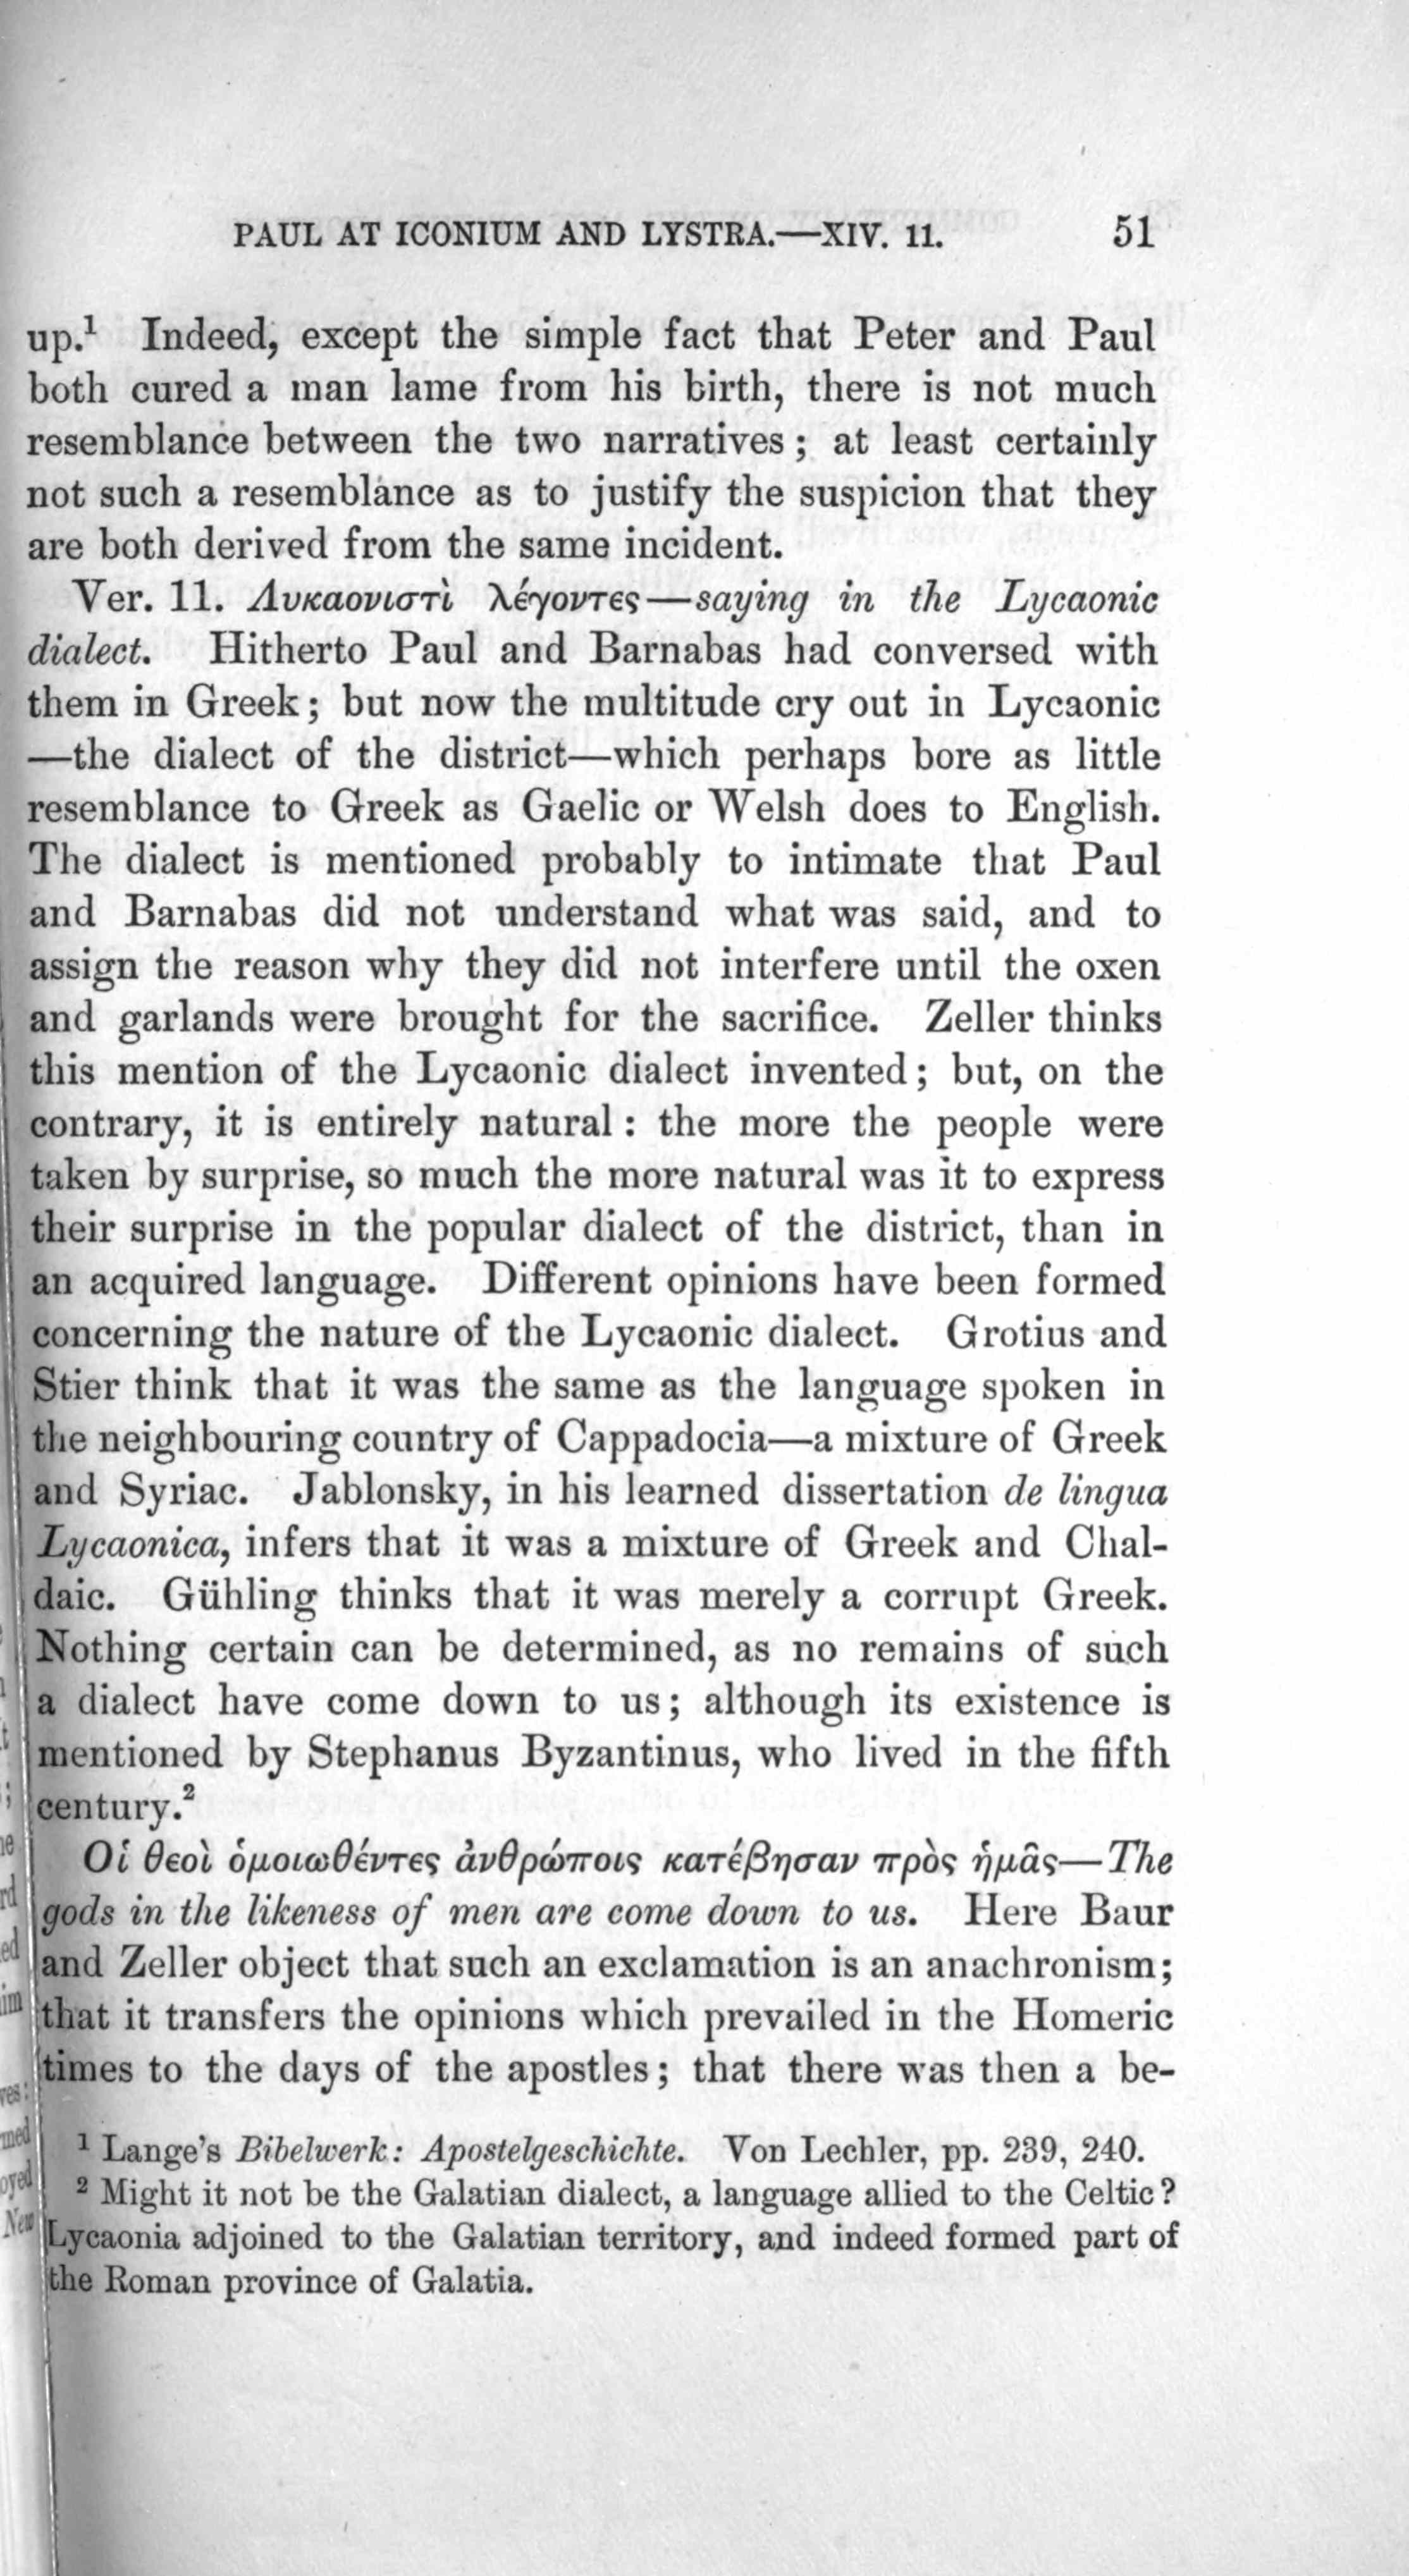 PAUL AT ICONIUM AND LYSTRA.—XIV. 11. 51
up.¹ Indeed, except the simple fact that Peter and Paul
both cured a man lame from his birth, there is not much
resemblance between the two narratives; at least certainly
not such a resemblance as to justify the suspicion that they
are both derived from the same incident.
Ver. 11. Λυκαονιστὶ λέγοντες—saying in the Lycaonic
dialect. Hitherto Paul and Barnabas had conversed with
them in Greek; but now the multitude cry out in Lycaonic
—the dialect of the district—which perhaps bore as little
resemblance to Greek as Gaelic or Welsh does to English.
The dialect is mentioned probably to intimate that Paul
and Barnabas did not understand what was said, and to
assign the reason why they did not interfere until the oxen
and garlands were brought for the sacrifice. Zeller thinks
this mention of the Lycaonic dialect invented; but, on the
contrary, it is entirely natural: the more the people were
taken by surprise, so much the more natural was it to express
their surprise in the popular dialect of the district, than in
an acquired language. Different opinions have been formed
concerning the nature of the Lycaonic dialect. Grotius and
Stier think that it was the same as the language spoken in
the neighbouring country of Cappadocia—a mixture of Greek
and Syriac. Jablonsky, in his learned dissertation de lingua
Lycaonica, infers that it was a mixture of Greek and Chal-
daic. Gühling thinks that it was merely a corrupt Greek.
Nothing certain can be determined, as no remains of such
a dialect have come down to us; although its existence is
mentioned by Stephanus Byzantinus, who lived in the fifth
century.²
Οἱ θεοὶ ὁμοιωθέντες ἀνθρώποις κατέβησαν πρὸς ἡμᾶς—The
gods in the likeness of men are come down to us. Here Baur
and Zeller object that such an exclamation is an anachronism;
that it transfers the opinions which prevailed in the Homeric
times to the days of the apostles; that there was then a be-
¹ Lange's Bibelwerk: Apostelgeschichte. Von Lechler, pp. 239, 240.
² Might it not be the Galatian dialect, a language allied to the Celtic?
Lycaonia adjoined to the Galatian territory, and indeed formed part of
the Roman province of Galatia.